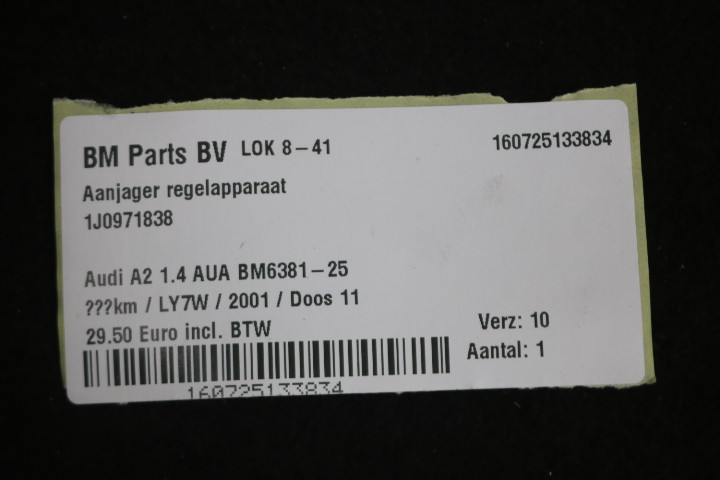 BM Parts BV LOK 8-41 160725133834
Aanjager regelapparaat
1J0971838
Audi A2 1.4 AUA BM6381-25
???km / LY7W / 2001 / Doos 11
29.50 Euro incl. BTW Verz: 10
Aantal: 1
160725133834